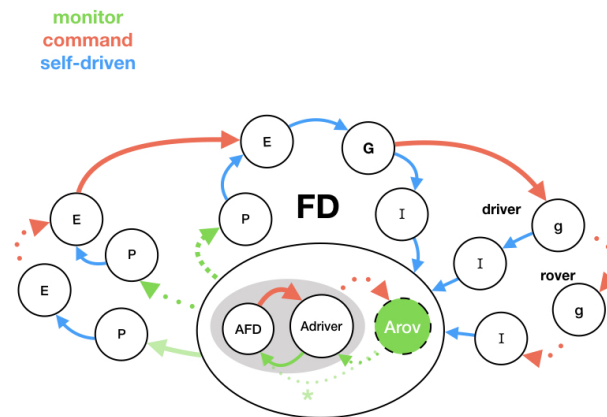 monitor
command
self-driven
E
G
E
P
FD
I
driver
g
P
I
rover
E
g
P
AFD
Adriver
Arov
I
*